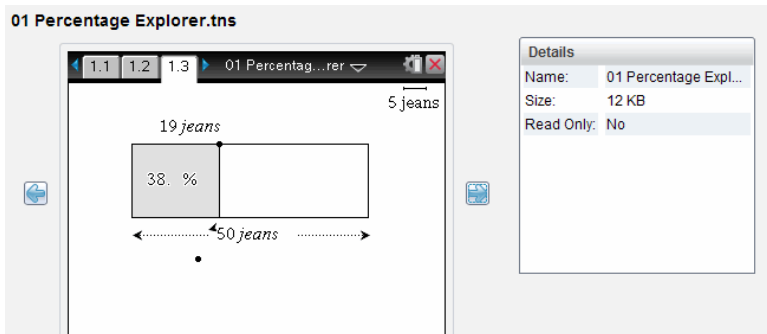 01 Percentage Explorer.tns
1.1 1.2 1.3 01 Percentag...rer
5 jeans
19 jeans
38. %
50 jeans
Details
Name: 01 Percentage Expl...
Size: 12 KB
Read Only: No